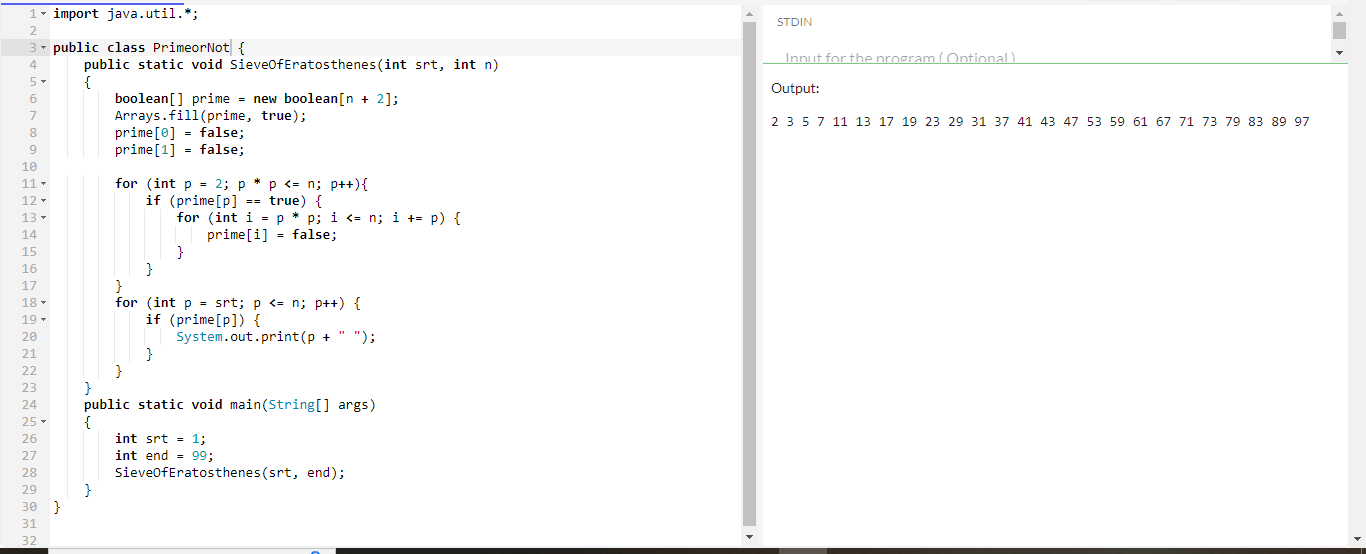 1 import java.util.*;
2
3 public class PrimeorNot {
4 public static void SieveOfEratosthenes(int srt, int n)
5 {
6 boolean[] prime = new boolean[n + 2];
7 Arrays.fill(prime, true);
8 prime[0] = false;
9 prime[1] = false;
10
11 for (int p = 2; p * p <= n; p++){
12 if (prime[p] == true) {
13 for (int i = p * p; i <= n; i += p) {
14 prime[i] = false;
15 }
16 }
17 }
18 for (int p = srt; p <= n; p++) {
19 if (prime[p]) {
20 System.out.print(p + " ");
21 }
22 }
23 }
24 public static void main(String[] args)
25 {
26 int srt = 1;
27 int end = 99;
28 SieveOfEratosthenes(srt, end);
29 }
30 }
31
32
STDIN
Input for the program ( Optional )
Output:
2 3 5 7 11 13 17 19 23 29 31 37 41 43 47 53 59 61 67 71 73 79 83 89 97